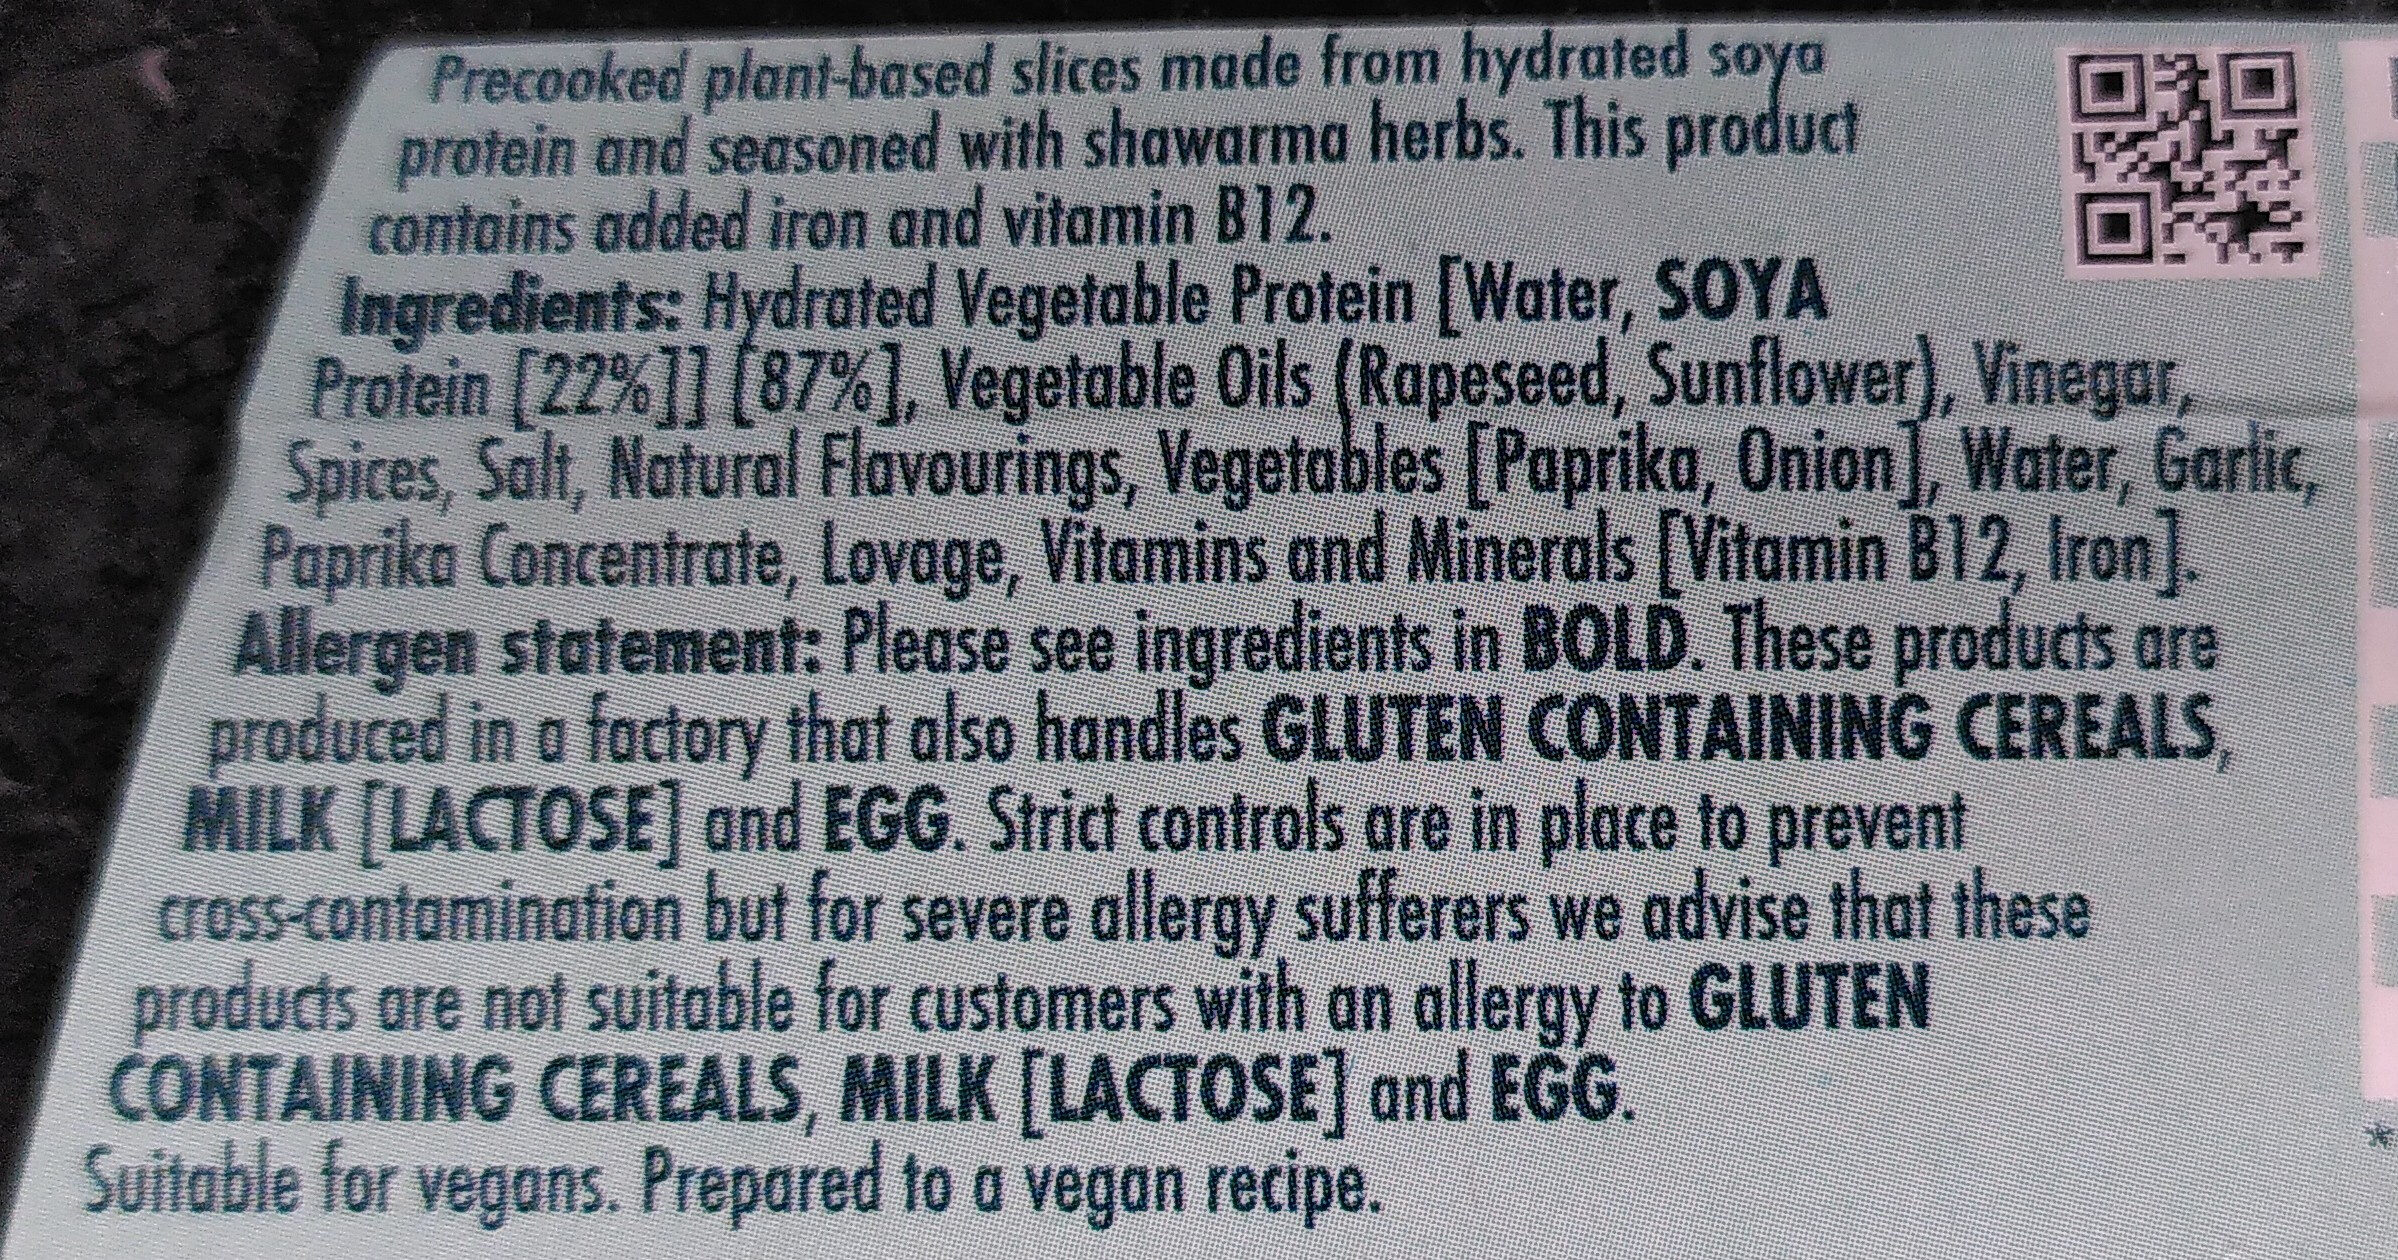 Precooked plant-based slices made from hydrated soya
protein and seasoned with shawarma herbs. This product
contains added iron and vitamin B12.
Ingredients: Hydrated Vegetable Protein [Water, SOYA
Protein [22%]] [87%], Vegetable Oils (Rapeseed, Sunflower), Vinegar,
Spices, Salt, Natural Flavourings, Vegetables [Paprika, Onion], Water, Garlic,
Paprika Concentrate, Lovage, Vitamins and Minerals [Vitamin B12, Iron].
Allergen statement: Please see ingredients in BOLD. These products are
produced in a factory that also handles GLUTEN CONTAINING CEREALS,
MILK [LACTOSE] and EGG. Strict controls are in place to prevent
cross-contamination but for severe allergy sufferers we advise that these
products are not suitable for customers with an allergy to GLUTEN
CONTAINING CEREALS, MILK [LACTOSE] and EGG.
Suitable for vegans. Prepared to a vegan recipe.
*